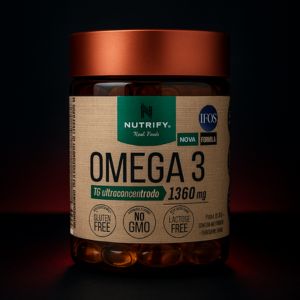 NUTRIFY®
Real Foods
IFOS
NOVA FÓRMULA
OMEGA 3
TG ultraconcentrado
1360 mg
GLUTEN
FREE
NO
GMO
LACTOSE
FREE